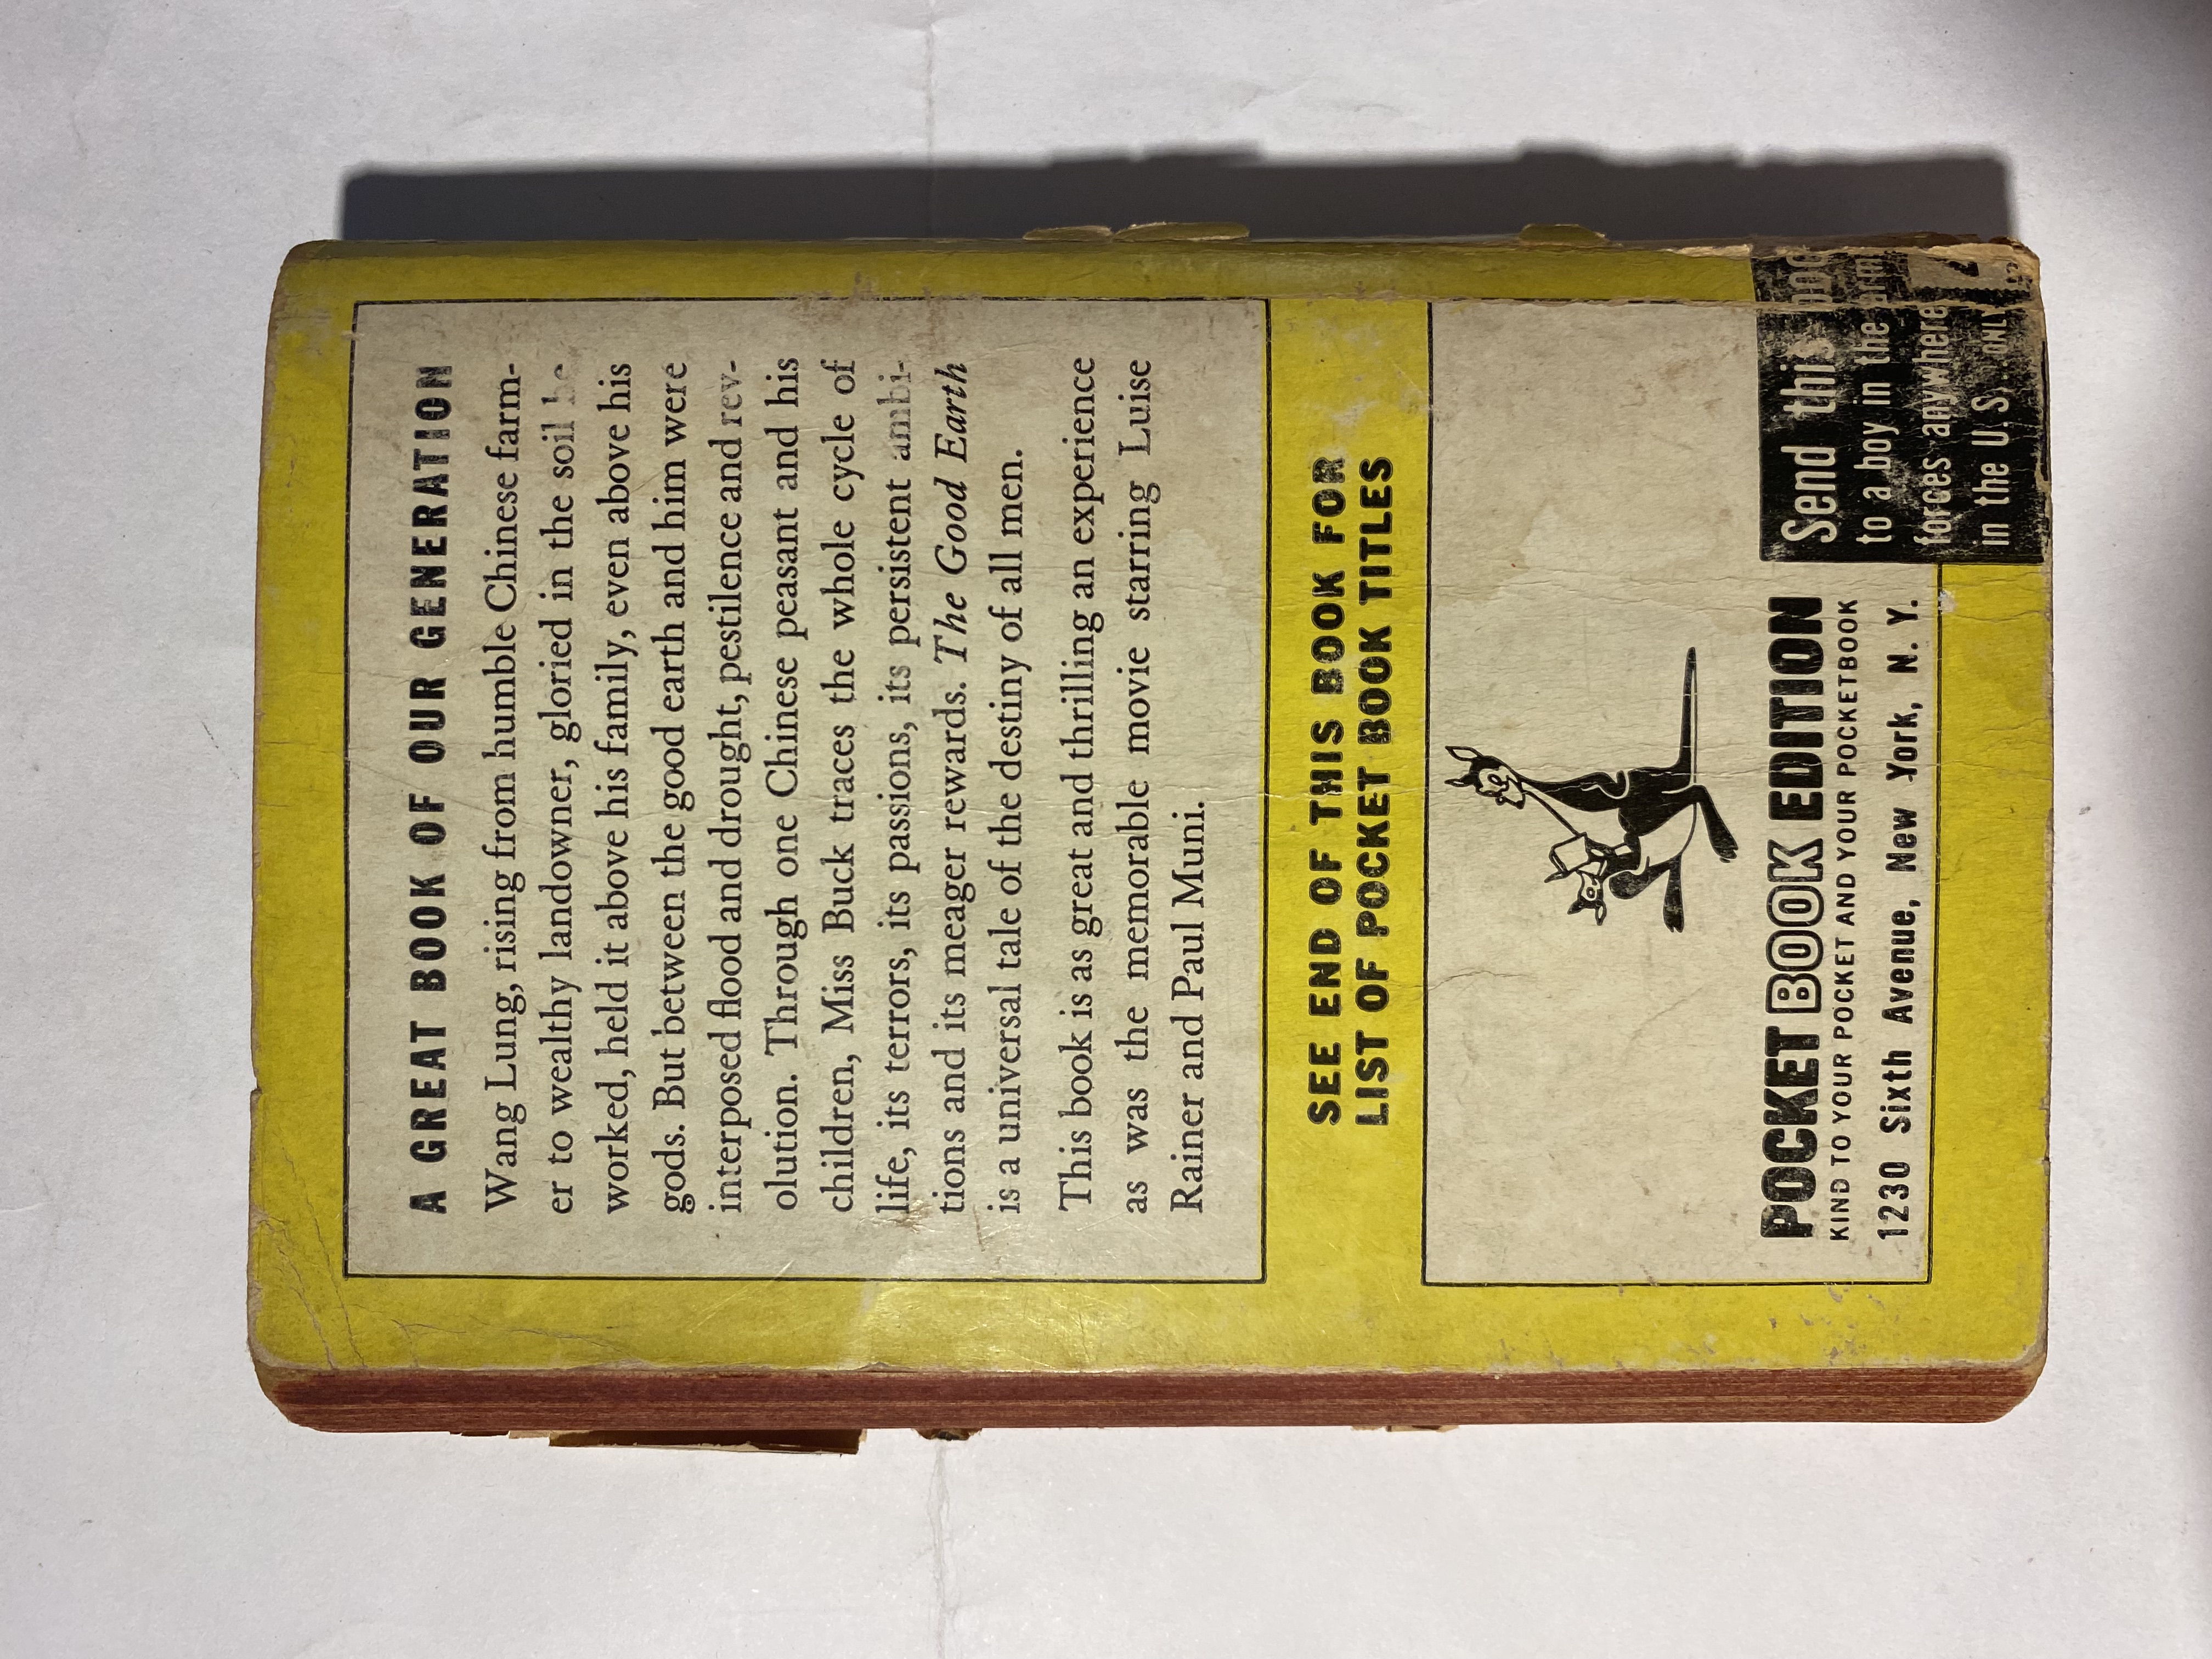 A GREAT BOOK OF OUR GENERATION
Wang Lung, rising from humble Chinese farm-
er to wealthy landowner, gloried in the soil he
worked, held it above his family, even above his
gods. But between the good earth and him were
interposed flood and drought, pestilence and rev-
olution. Through one Chinese peasant and his
children, Miss Buck traces the whole cycle of
life, its terrors, its passions, its persistent ambi-
tions and its meager rewards. The Good Earth
is a universal tale of the destiny of all men.
This book is as great and thrilling an experience
as was the memorable movie starring Luise
Rainer and Paul Muni.
SEE END OF THIS BOOK FOR
LIST OF POCKET BOOK TITLES
POCKET BOOK EDITION
KIND TO YOUR POCKET AND YOUR POCKETBOOK
1230 Sixth Avenue, New York, N. Y.
Send this
to a boy in the
forces anywhere
in the U. S. . . ONLY